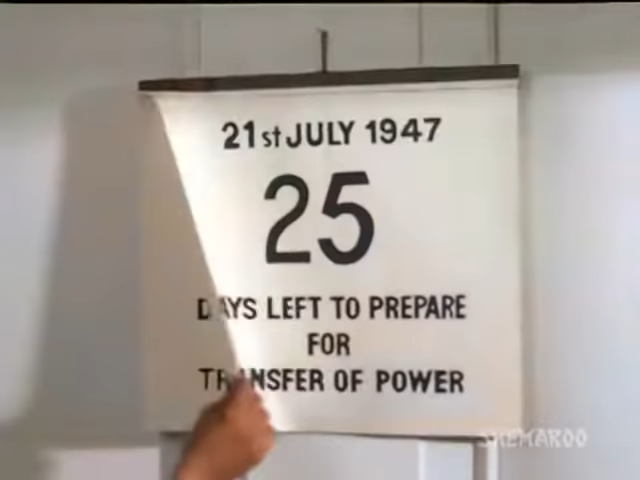 21st JULY 1947
25
DAYS LEFT TO PREPARE
FOR
TRANSFER OF POWER
SHEMAROO